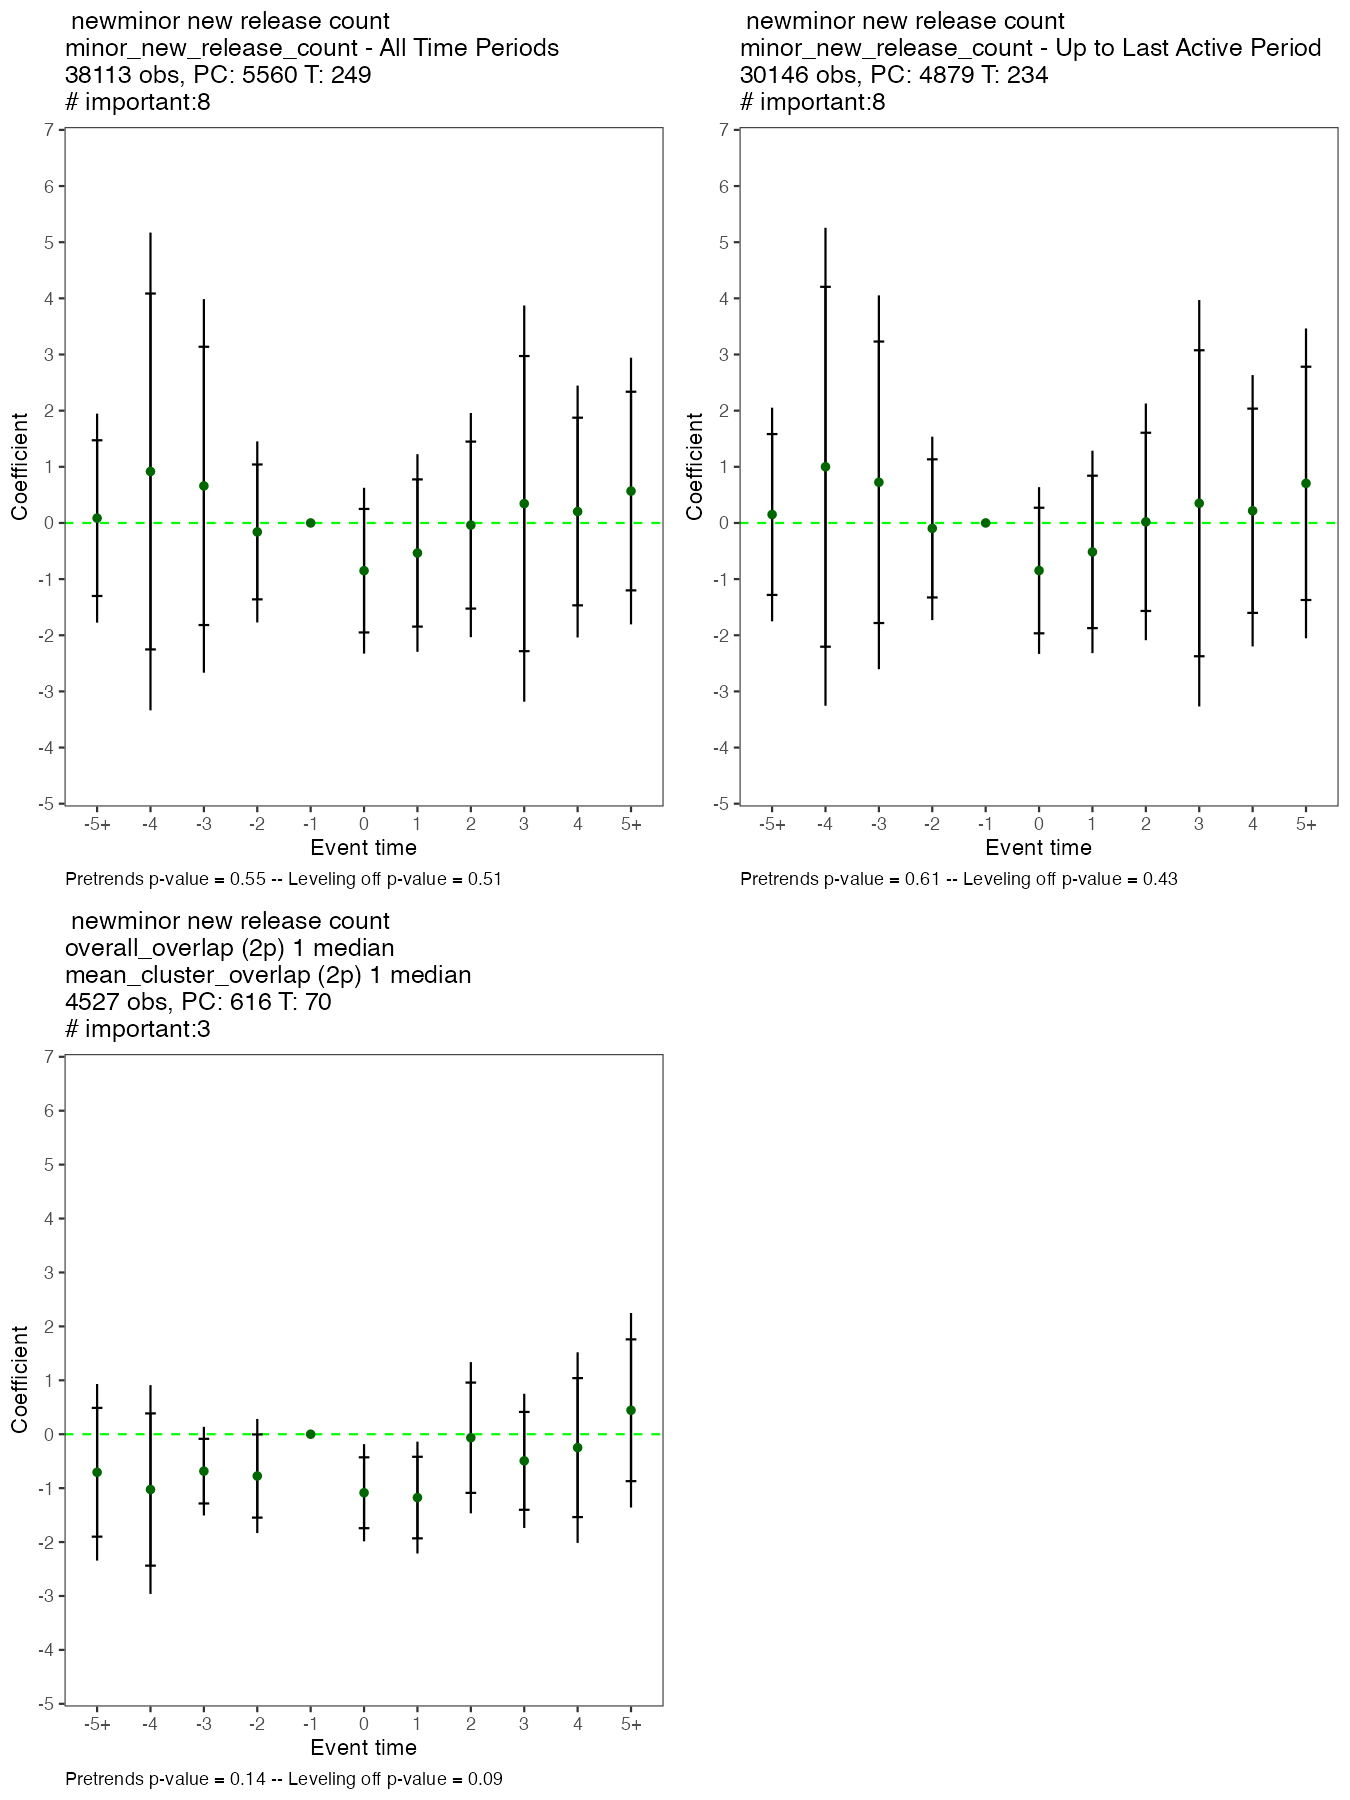 newminor new release count
minor_new_release_count - All Time Periods
38113 obs, PC: 5560 T: 249
# important:8
7
6
5
4
3
2
1
0
-1
-2
-3
-4
-5
Coefficient
-5+ -4 -3 -2 -1 0 1 2 3 4 5+
Event time
Pretrends p-value = 0.55 -- Leveling off p-value = 0.51
newminor new release count
minor_new_release_count - Up to Last Active Period
30146 obs, PC: 4879 T: 234
# important:8
7
6
5
4
3
2
1
0
-1
-2
-3
-4
-5
Coefficient
-5+ -4 -3 -2 -1 0 1 2 3 4 5+
Event time
Pretrends p-value = 0.61 -- Leveling off p-value = 0.43
newminor new release count
overall_overlap (2p) 1 median
mean_cluster_overlap (2p) 1 median
4527 obs, PC: 616 T: 70
# important:3
7
6
5
4
3
2
1
0
-1
-2
-3
-4
-5
Coefficient
-5+ -4 -3 -2 -1 0 1 2 3 4 5+
Event time
Pretrends p-value = 0.14 -- Leveling off p-value = 0.09